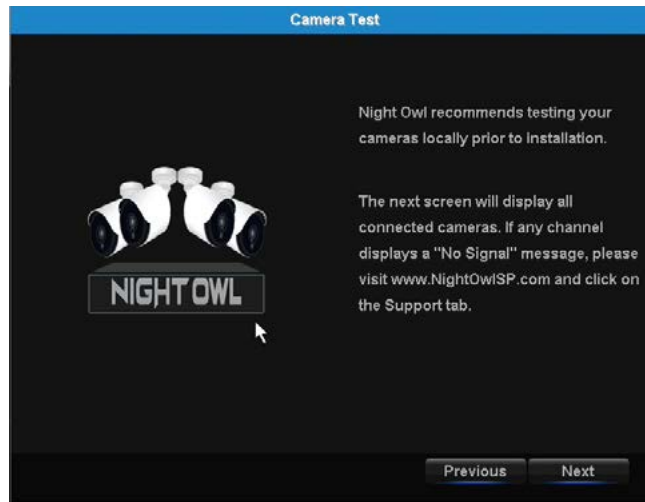 Camera Test
Night Owl recommends testing your
cameras locally prior to installation.
The next screen will display all
connected cameras. If any channel
displays a "No Signal" message, please
visit www.NightOwlSP.com and click on
the Support tab.
NIGHT OWL
Previous
Next